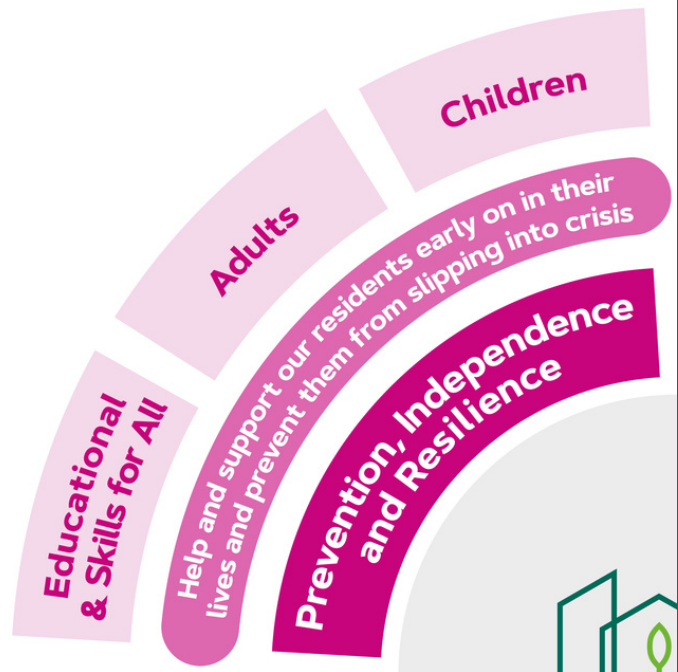 Children
Adults
Educational
& Skills for All
Help and support our residents early on in their
lives and prevent them from slipping into crisis
Prevention, Independence
and Resilience